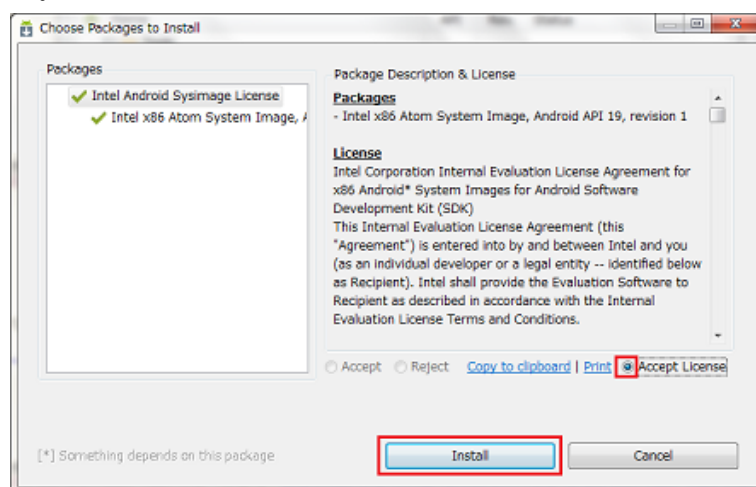 Choose Packages to Install
Packages
Intel Android Sysimage License
Intel x86 Atom System Image, A
Package Description & License
Packages
- Intel x86 Atom System Image, Android API 19, revision 1
License
Intel Corporation Internal Evaluation License Agreement for
x86 Android* System Images for Android Software
Development Kit (SDK)
This Internal Evaluation License Agreement (this
"Agreement") is entered into by and between Intel and you
(as an individual developer or a legal entity -- identified below
as Recipient). Intel shall provide the Evaluation Software to
Recipient as described in accordance with the Internal
Evaluation License Terms and Conditions.
Accept Reject Copy to clipboard | Print Accept License
[*] Something depends on this package
Install Cancel